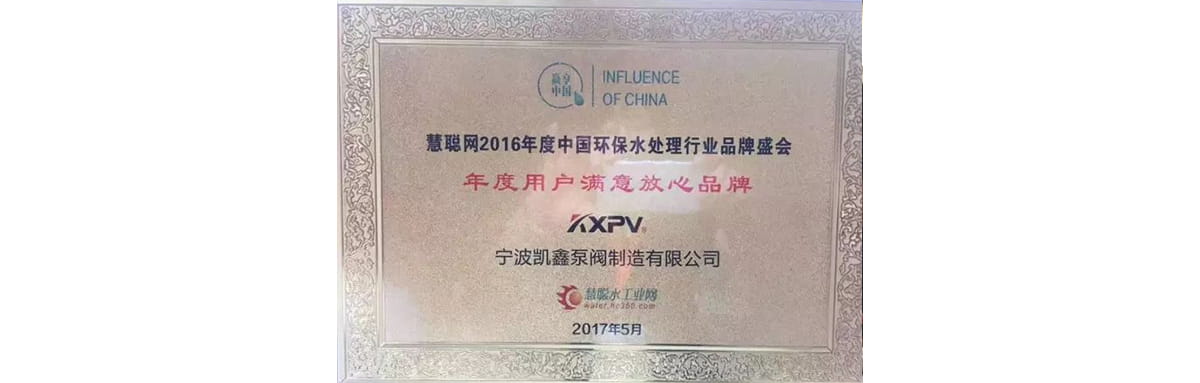 赢享
中国
INFLUENCE
OF CHINA
慧聪网2016年度中国环保水处理行业品牌盛会
年度用户满意放心品牌
KXPV®
宁波凯鑫泵阀制造有限公司
慧聪水工业网
water.hc360.com
2017年5月